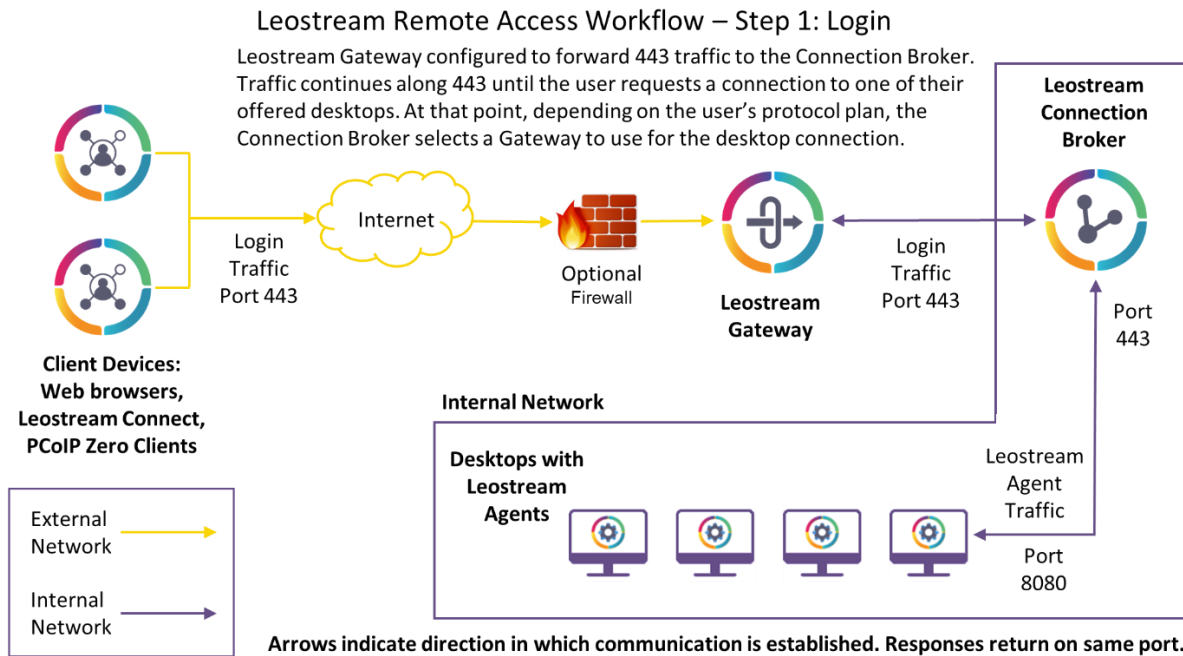 Leostream Remote Access Workflow – Step 1: Login
Leostream Gateway configured to forward 443 traffic to the Connection Broker.
Traffic continues along 443 until the user requests a connection to one of their
offered desktops. At that point, depending on the user's protocol plan, the
Connection Broker selects a Gateway to use for the desktop connection.
Leostream
Connection
Broker
Internet
Login
Traffic
Port 443
Optional
Firewall
Leostream
Gateway
Login
Traffic
Port 443
Port
443
Client Devices:
Web browsers,
Leostream Connect,
PCoIP Zero Clients
Internal Network
Desktops with
Leostream
Agents
Leostream
Agent
Traffic
Port
8080
External
Network
Internal
Network
Arrows indicate direction in which communication is established. Responses return on same port.